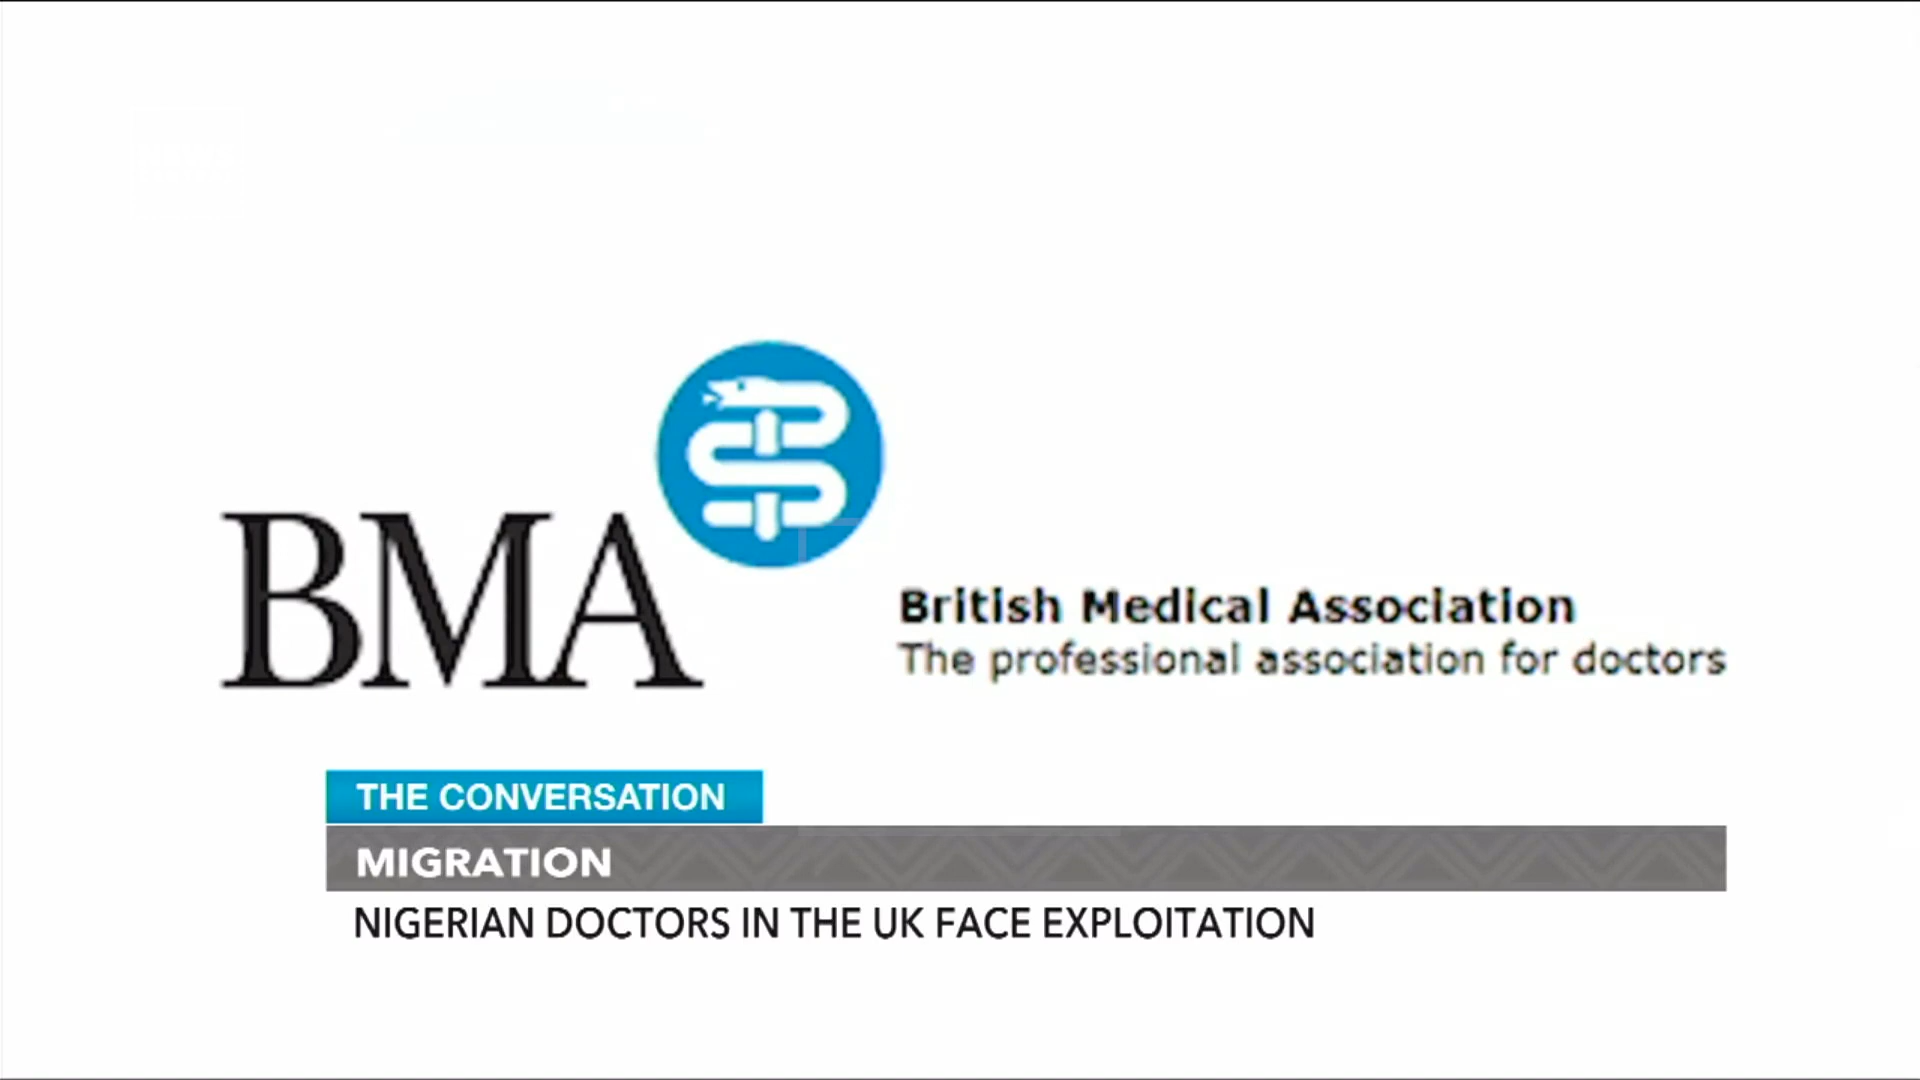 BMA
British Medical Association
The professional association for doctors
THE CONVERSATION
MIGRATION
NIGERIAN DOCTORS IN THE UK FACE EXPLOITATION